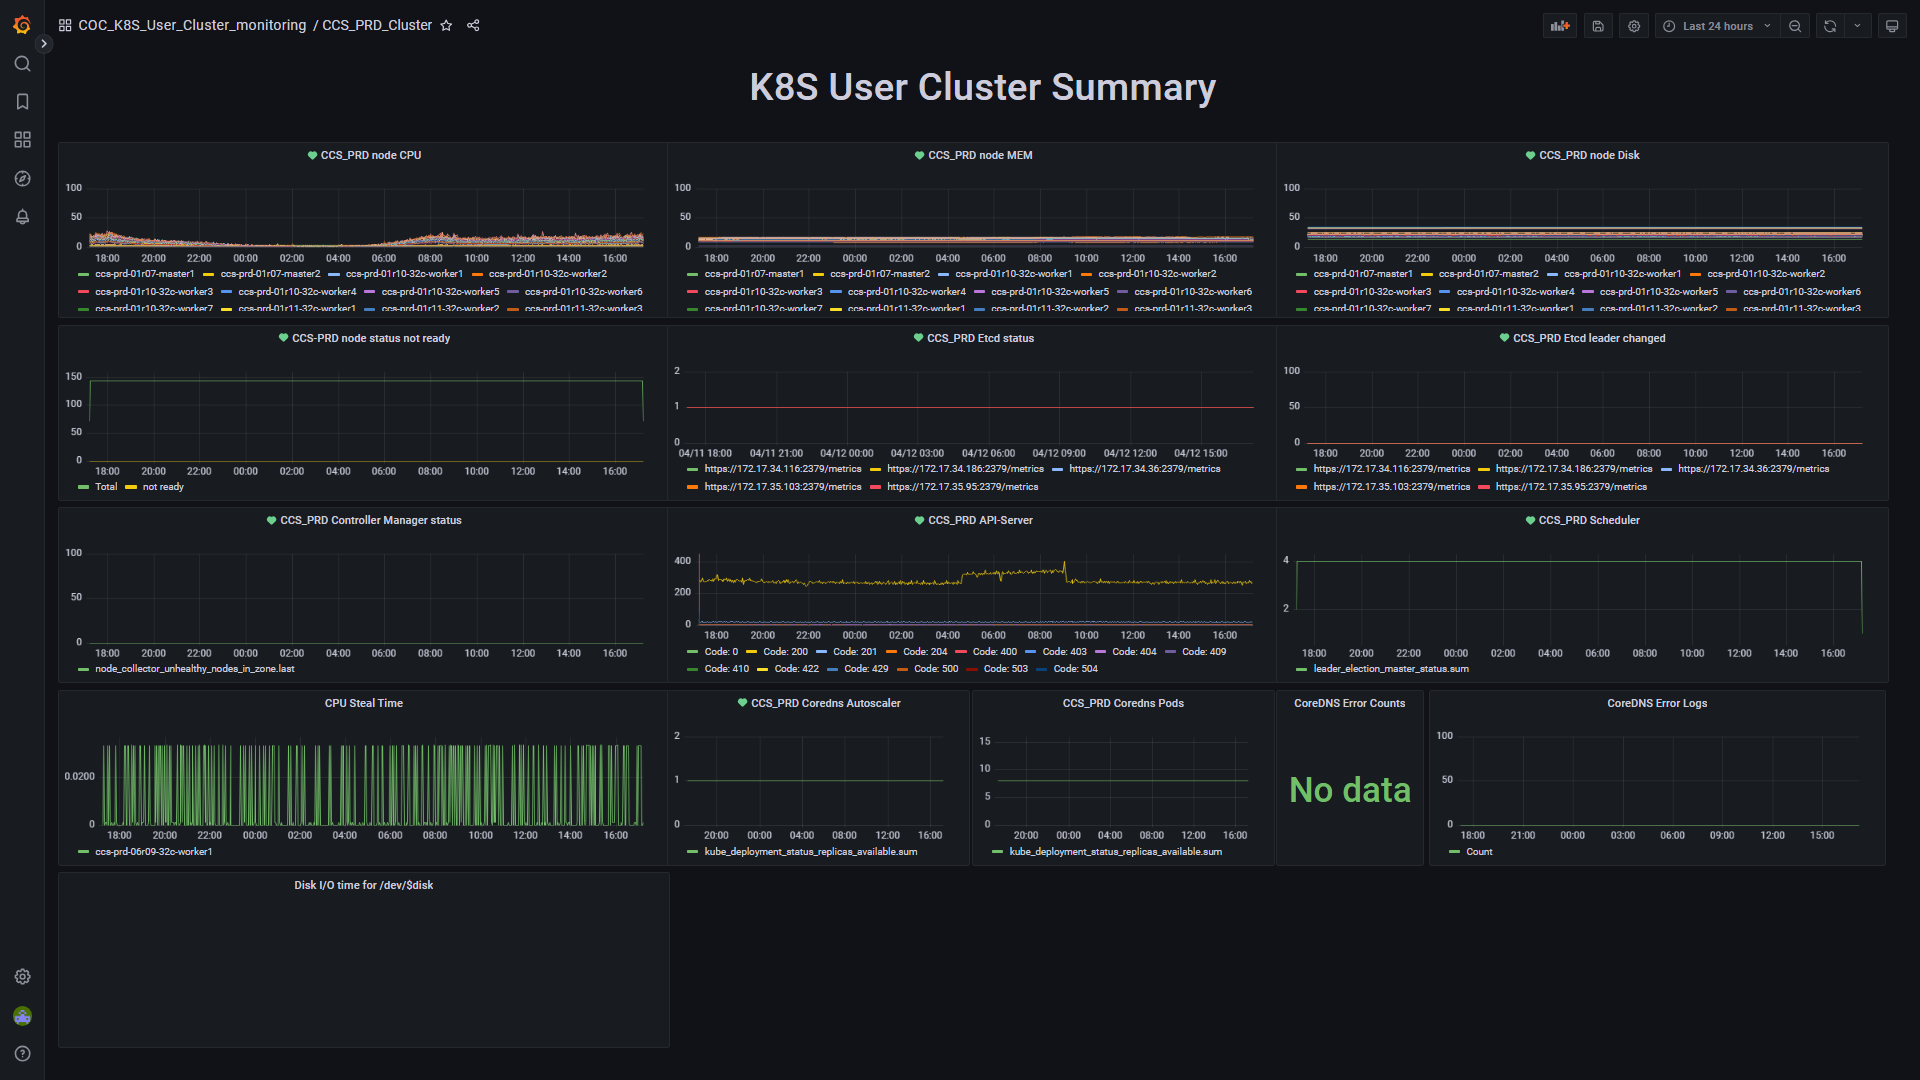 COC_K8S_User_Cluster_monitoring / CCS_PRD_Cluster
Last 24 hours
K8S User Cluster Summary
CCS_PRD node CPU
100
50
0
18:00 20:00 22:00 00:00 02:00 04:00 06:00 08:00 10:00 12:00 14:00 16:00
ccs-prd-01r07-master1 ccs-prd-01r07-master2 ccs-prd-01r10-32c-worker1 ccs-prd-01r10-32c-worker2
ccs-prd-01r10-32c-worker3 ccs-prd-01r10-32c-worker4 ccs-prd-01r10-32c-worker5 ccs-prd-01r10-32c-worker6
ccs-prd-01r10-32c-worker7 ccs-prd-01r11-32c-worker1 ccs-prd-01r11-32c-worker2 ccs-prd-01r11-32c-worker3
CCS_PRD node MEM
100
50
0
18:00 20:00 22:00 00:00 02:00 04:00 06:00 08:00 10:00 12:00 14:00 16:00
ccs-prd-01r07-master1 ccs-prd-01r07-master2 ccs-prd-01r10-32c-worker1 ccs-prd-01r10-32c-worker2
ccs-prd-01r10-32c-worker3 ccs-prd-01r10-32c-worker4 ccs-prd-01r10-32c-worker5 ccs-prd-01r10-32c-worker6
ccs-prd-01r10-32c-worker7 ccs-prd-01r11-32c-worker1 ccs-prd-01r11-32c-worker2 ccs-prd-01r11-32c-worker3
CCS_PRD node Disk
100
50
0
18:00 20:00 22:00 00:00 02:00 04:00 06:00 08:00 10:00 12:00 14:00 16:00
ccs-prd-01r07-master1 ccs-prd-01r07-master2 ccs-prd-01r10-32c-worker1 ccs-prd-01r10-32c-worker2
ccs-prd-01r10-32c-worker3 ccs-prd-01r10-32c-worker4 ccs-prd-01r10-32c-worker5 ccs-prd-01r10-32c-worker6
ccs-prd-01r10-32c-worker7 ccs-prd-01r11-32c-worker1 ccs-prd-01r11-32c-worker2 ccs-prd-01r11-32c-worker3
CCS-PRD node status not ready
150
100
50
0
18:00 20:00 22:00 00:00 02:00 04:00 06:00 08:00 10:00 12:00 14:00 16:00
Total not ready
CCS_PRD Etcd status
2
1
0
04/11 18:00 04/11 21:00 04/12 00:00 04/12 03:00 04/12 06:00 04/12 09:00 04/12 12:00 04/12 15:00
https://172.17.34.116:2379/metrics https://172.17.34.186:2379/metrics https://172.17.34.36:2379/metrics
https://172.17.35.103:2379/metrics https://172.17.35.95:2379/metrics
CCS_PRD Etcd leader changed
100
50
0
18:00 20:00 22:00 00:00 02:00 04:00 06:00 08:00 10:00 12:00 14:00 16:00
https://172.17.34.116:2379/metrics https://172.17.34.186:2379/metrics https://172.17.34.36:2379/metrics
https://172.17.35.103:2379/metrics https://172.17.35.95:2379/metrics
CCS_PRD Controller Manager status
100
50
0
18:00 20:00 22:00 00:00 02:00 04:00 06:00 08:00 10:00 12:00 14:00 16:00
node_collector_unhealthy_nodes_in_zone.last
CCS_PRD API-Server
400
200
0
18:00 20:00 22:00 00:00 02:00 04:00 06:00 08:00 10:00 12:00 14:00 16:00
Code: 0 Code: 200 Code: 201 Code: 204 Code: 400 Code: 403 Code: 404 Code: 409
Code: 410 Code: 422 Code: 429 Code: 500 Code: 503 Code: 504
CCS_PRD Scheduler
4
2
18:00 20:00 22:00 00:00 02:00 04:00 06:00 08:00 10:00 12:00 14:00 16:00
leader_election_master_status.sum
CPU Steal Time
0.0200
0
18:00 20:00 22:00 00:00 02:00 04:00 06:00 08:00 10:00 12:00 14:00 16:00
ccs-prd-06r09-32c-worker1
CCS_PRD Coredns Autoscaler
2
1
0
20:00 00:00 04:00 08:00 12:00 16:00
kube_deployment_status_replicas_available.sum
CCS_PRD Coredns Pods
15
10
5
0
20:00 00:00 04:00 08:00 12:00 16:00
kube_deployment_status_replicas_available.sum
CoreDNS Error Counts
No data
CoreDNS Error Logs
100
50
0
18:00 21:00 00:00 03:00 06:00 09:00 12:00 15:00
Count
Disk I/O time for /dev/$disk